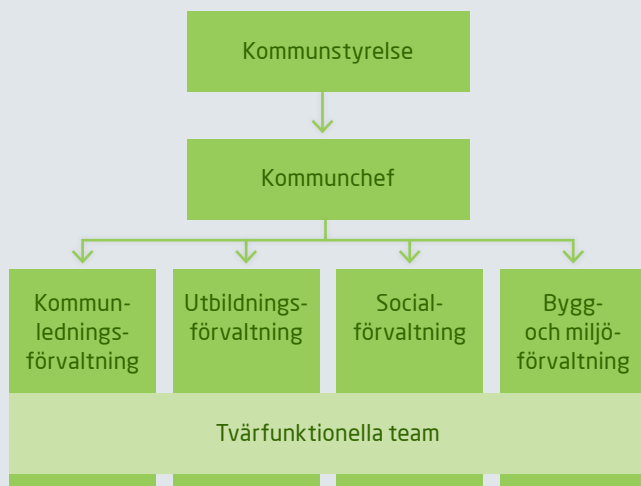 Kommunstyrelse
Kommunchef
Kommun-
lednings-
förvaltning
Utbildnings-
förvaltning
Social-
förvaltning
Bygg-
och miljö-
förvaltning
Tvärfunktionella team